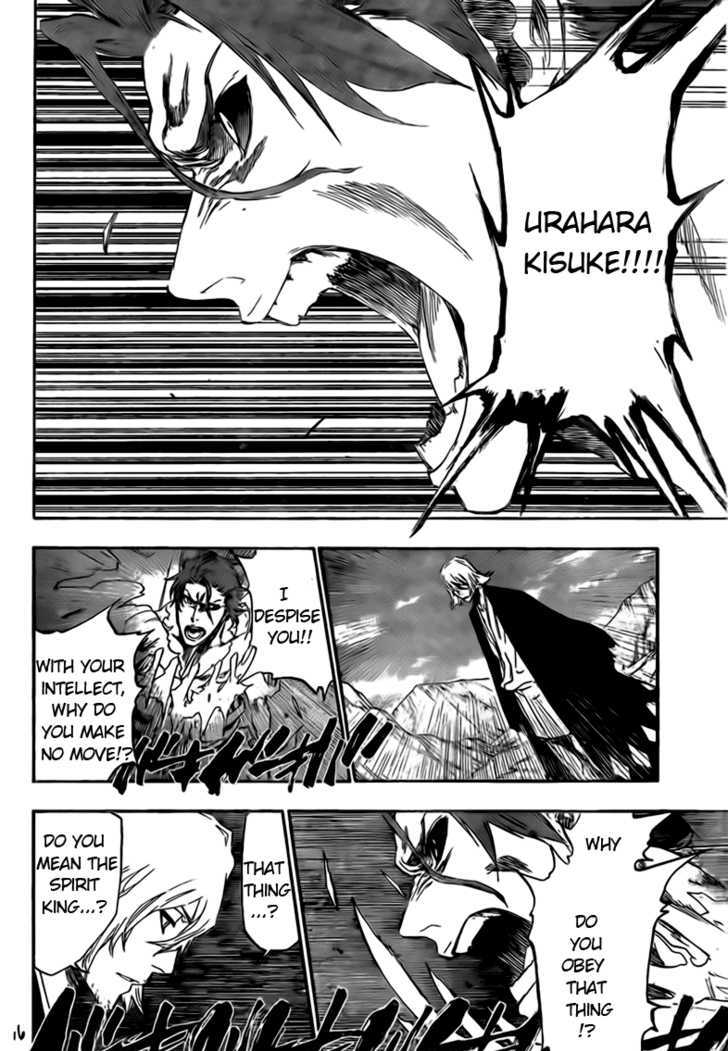 URAHARA
KISUKE!!!!
I
DESPISE
YOU!!
WITH YOUR
INTELLECT,
WHY DO
YOU MAKE
NO MOVE!?
WHY
DO
YOU
OBEY
THAT
THING
!?
THAT
THING
...?
DO YOU
MEAN THE
SPIRIT
KING...?
16